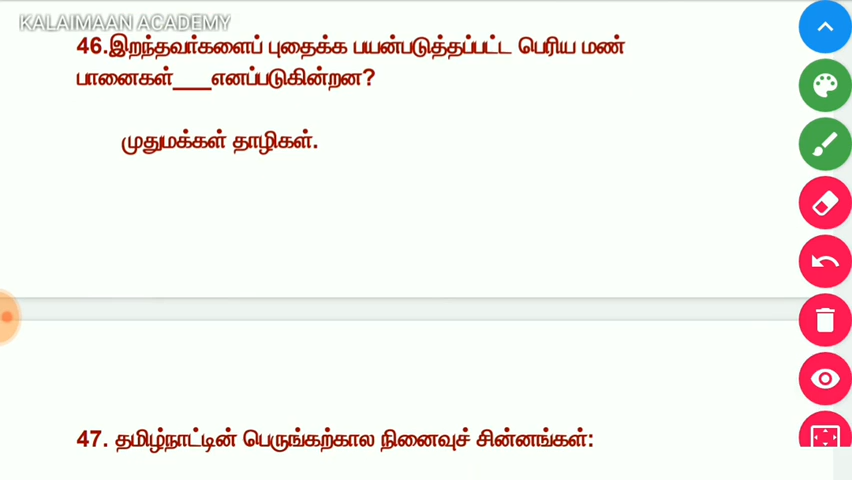 KALAIMAAN ACADEMY
46.இறந்தவர்களைப் புதைக்க பயன்படுத்தப்பட்ட பெரிய மண்
பானைகள்___எனப்படுகின்றன?
முதுமக்கள் தாழிகள்.
47. தமிழ்நாட்டின் பெருங்கற்கால நினைவுச் சின்னங்கள்: